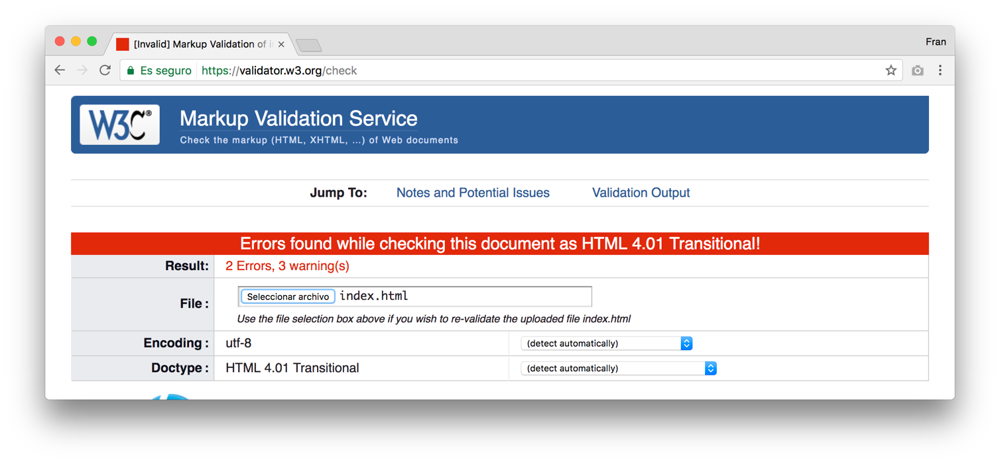 [Invalid] Markup Validation of
Fran
Es seguro https://validator.w3.org/check
W3C®
Markup Validation Service
Check the markup (HTML, XHTML, …) of Web documents
Jump To: Notes and Potential Issues Validation Output
Errors found while checking this document as HTML 4.01 Transitional!
Result: 2 Errors, 3 warning(s)
File : Seleccionar archivo index.html
Use the file selection box above if you wish to re-validate the uploaded file index.html
Encoding : utf-8 (detect automatically)
Doctype : HTML 4.01 Transitional (detect automatically)